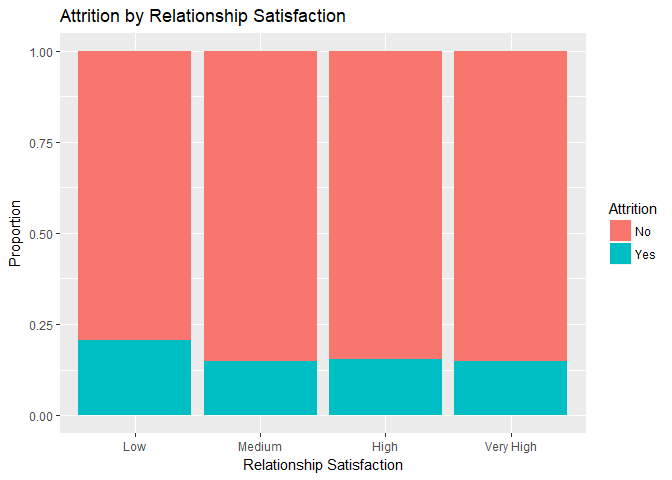 Attrition by Relationship Satisfaction
1.00
0.75
0.50
0.25
0.00
Proportion
Low Medium High Very High
Relationship Satisfaction
Attrition
No
Yes